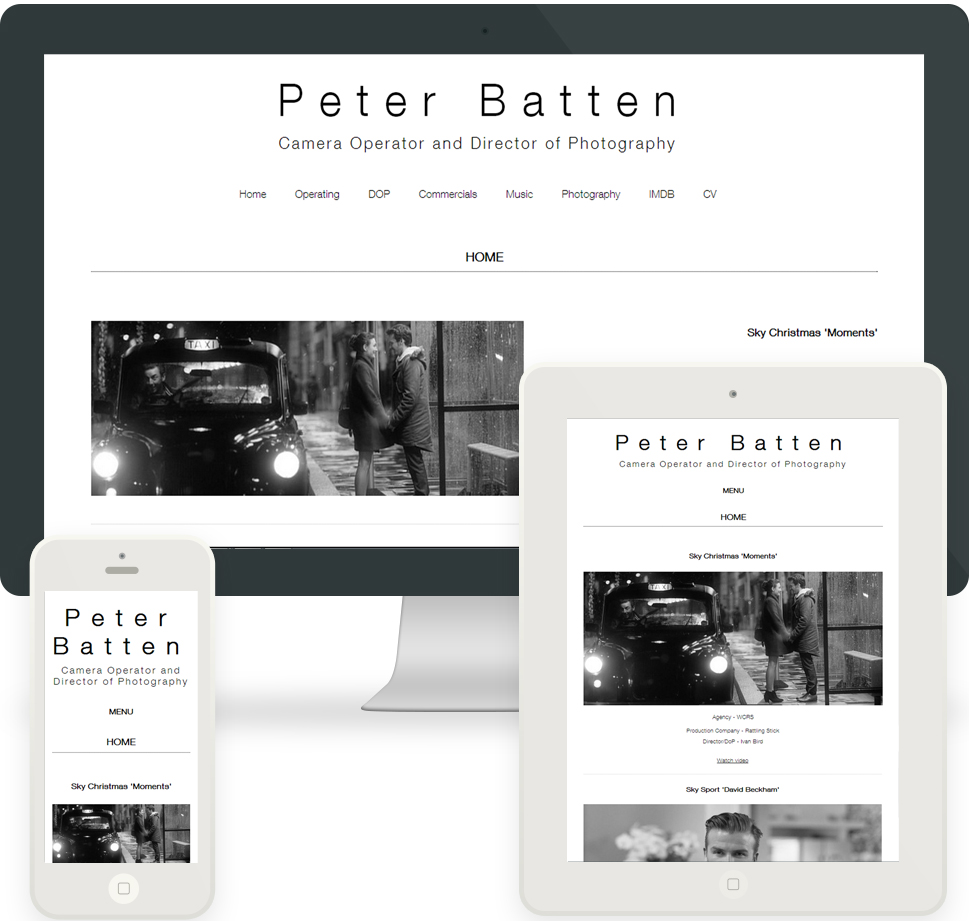 Peter Batten
Camera Operator and Director of Photography
Home Operating DOP Commercials Music Photography IMDB CV
HOME
TAXI
Sky Christmas 'Moments'
Peter Batten
Camera Operator and Director of Photography
MENU
HOME
Sky Christmas 'Moments'
TAXI
Agency - WCRS
Production Company - Rattling Stick
Director/DoP - Ivan Bird
Watch video
Sky Sport 'David Beckham'
Peter
Batten
Camera Operator and
Director of Photography
MENU
HOME
Sky Christmas 'Moments'